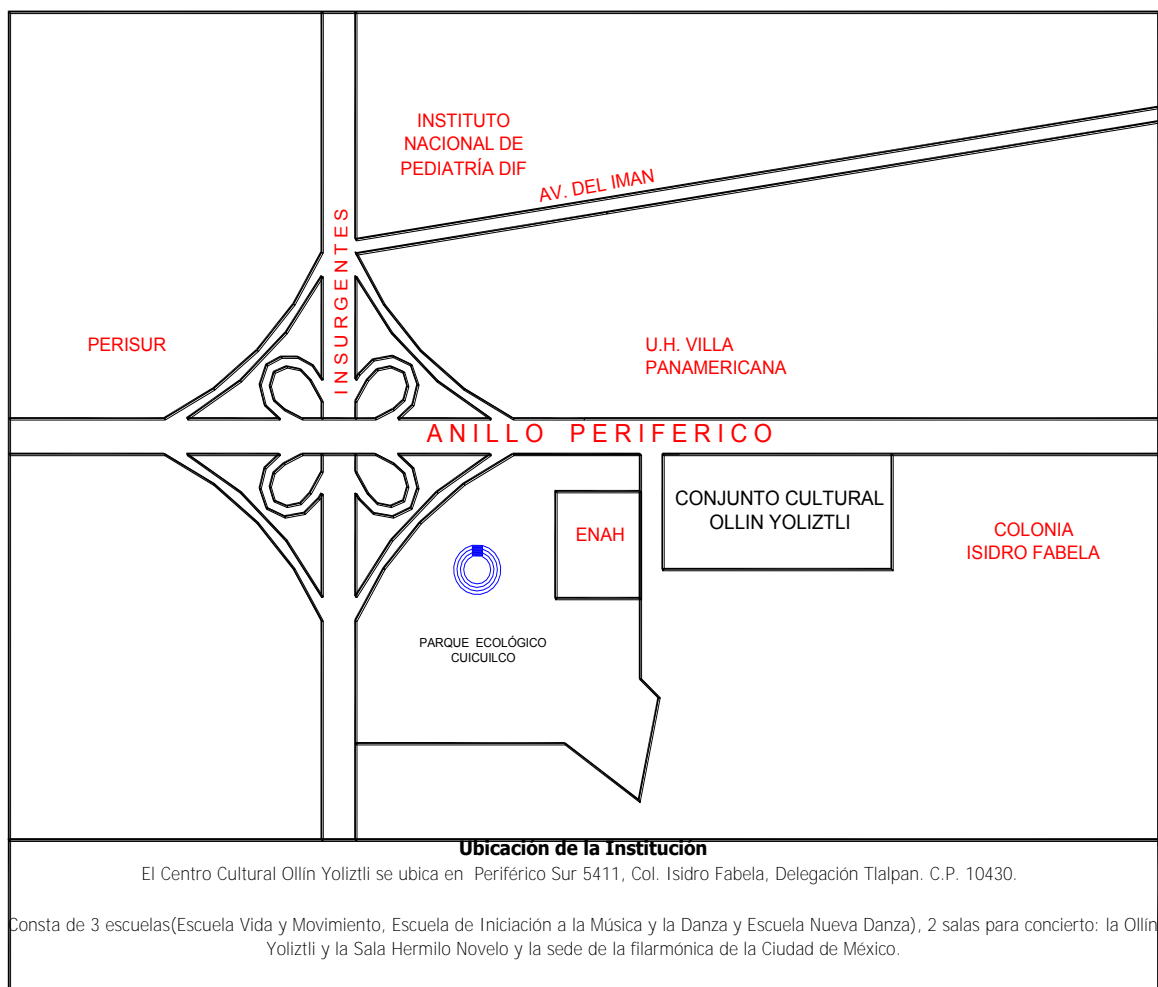 INSTITUTO
NACIONAL DE
PEDIATRÍA DIF
AV. DEL IMAN
INSURGENTES
PERISUR
U.H. VILLA
PANAMERICANA
ANILLO PERIFERICO
CONJUNTO CULTURAL
OLLIN YOLIZTLI
ENAH
COLONIA
ISIDRO FABELA
PARQUE ECOLÓGICO
CUICUILCO
Ubicación de la Institución
El Centro Cultural Ollín Yoliztli se ubica en Periférico Sur 5411, Col. Isidro Fabela, Delegación Tlalpan. C.P. 10430.
Consta de 3 escuelas(Escuela Vida y Movimiento, Escuela de Iniciación a la Música y la Danza y Escuela Nueva Danza), 2 salas para concierto: la Ollín
Yoliztli y la Sala Hermilo Novelo y la sede de la filarmónica de la Ciudad de México.